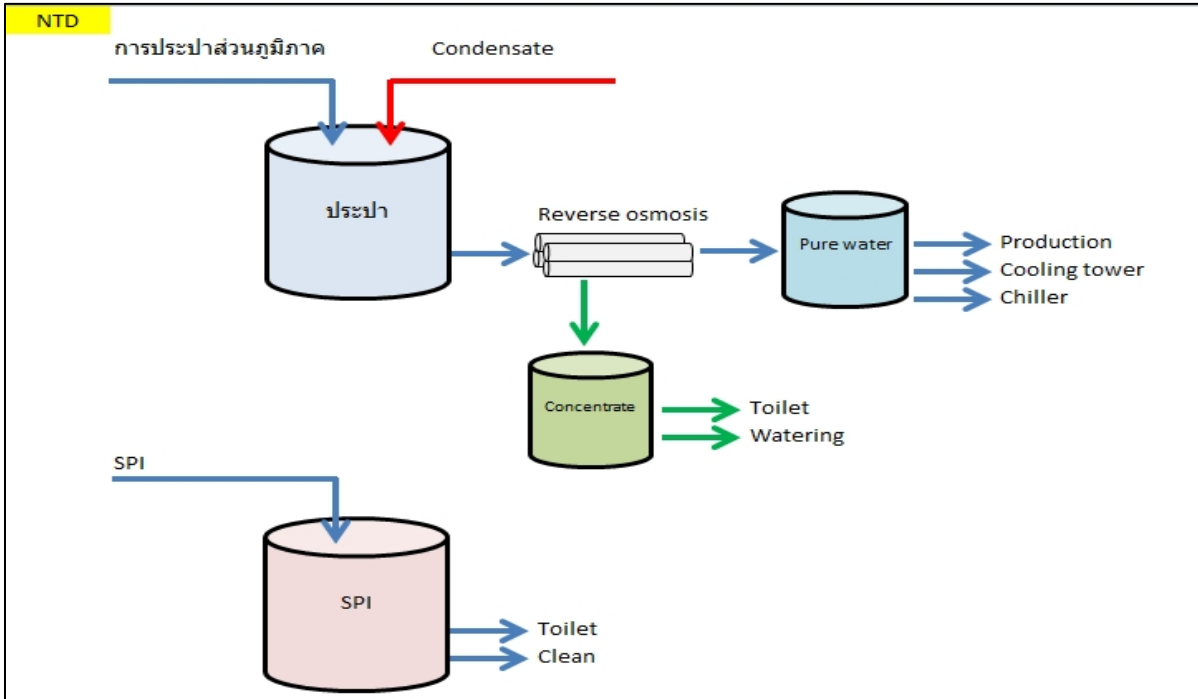 NTD
การประปาส่วนภูมิภาค
Condensate
ประปา
Reverse osmosis
Pure water
Production
Cooling tower
Chiller
Concentrate
Toilet
Watering
SPI
SPI
Toilet
Clean